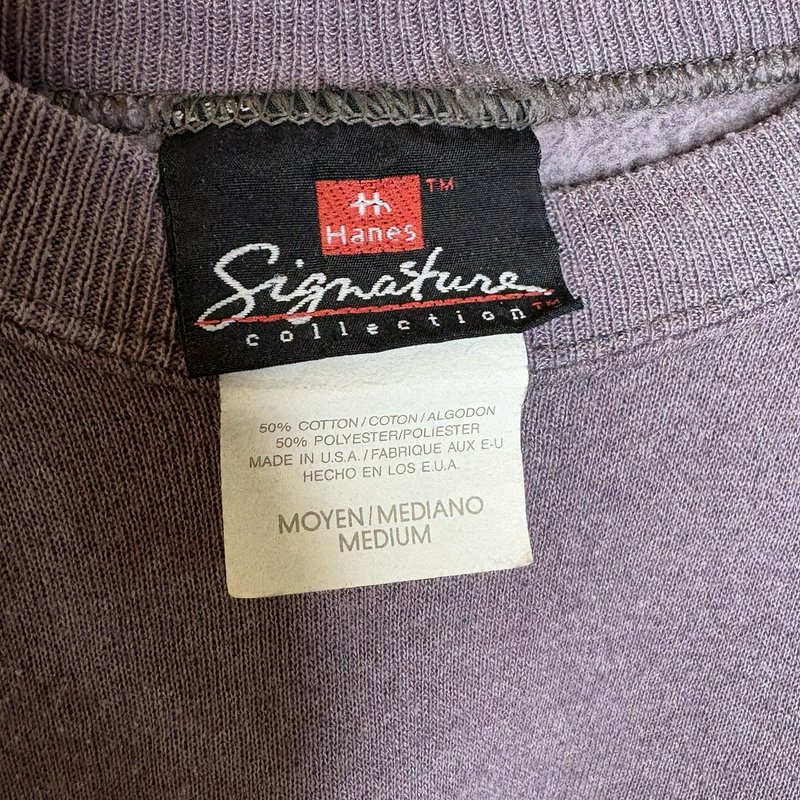 H TM
Hanes
Signature
collection TM
50% COTTON/COTON/ALGODON
50% POLYESTER/POLIESTER
MADE IN U.S.A./FABRIQUE AUX E-U
HECHO EN LOS E.U.A.
MOYEN/MEDIANO
MEDIUM